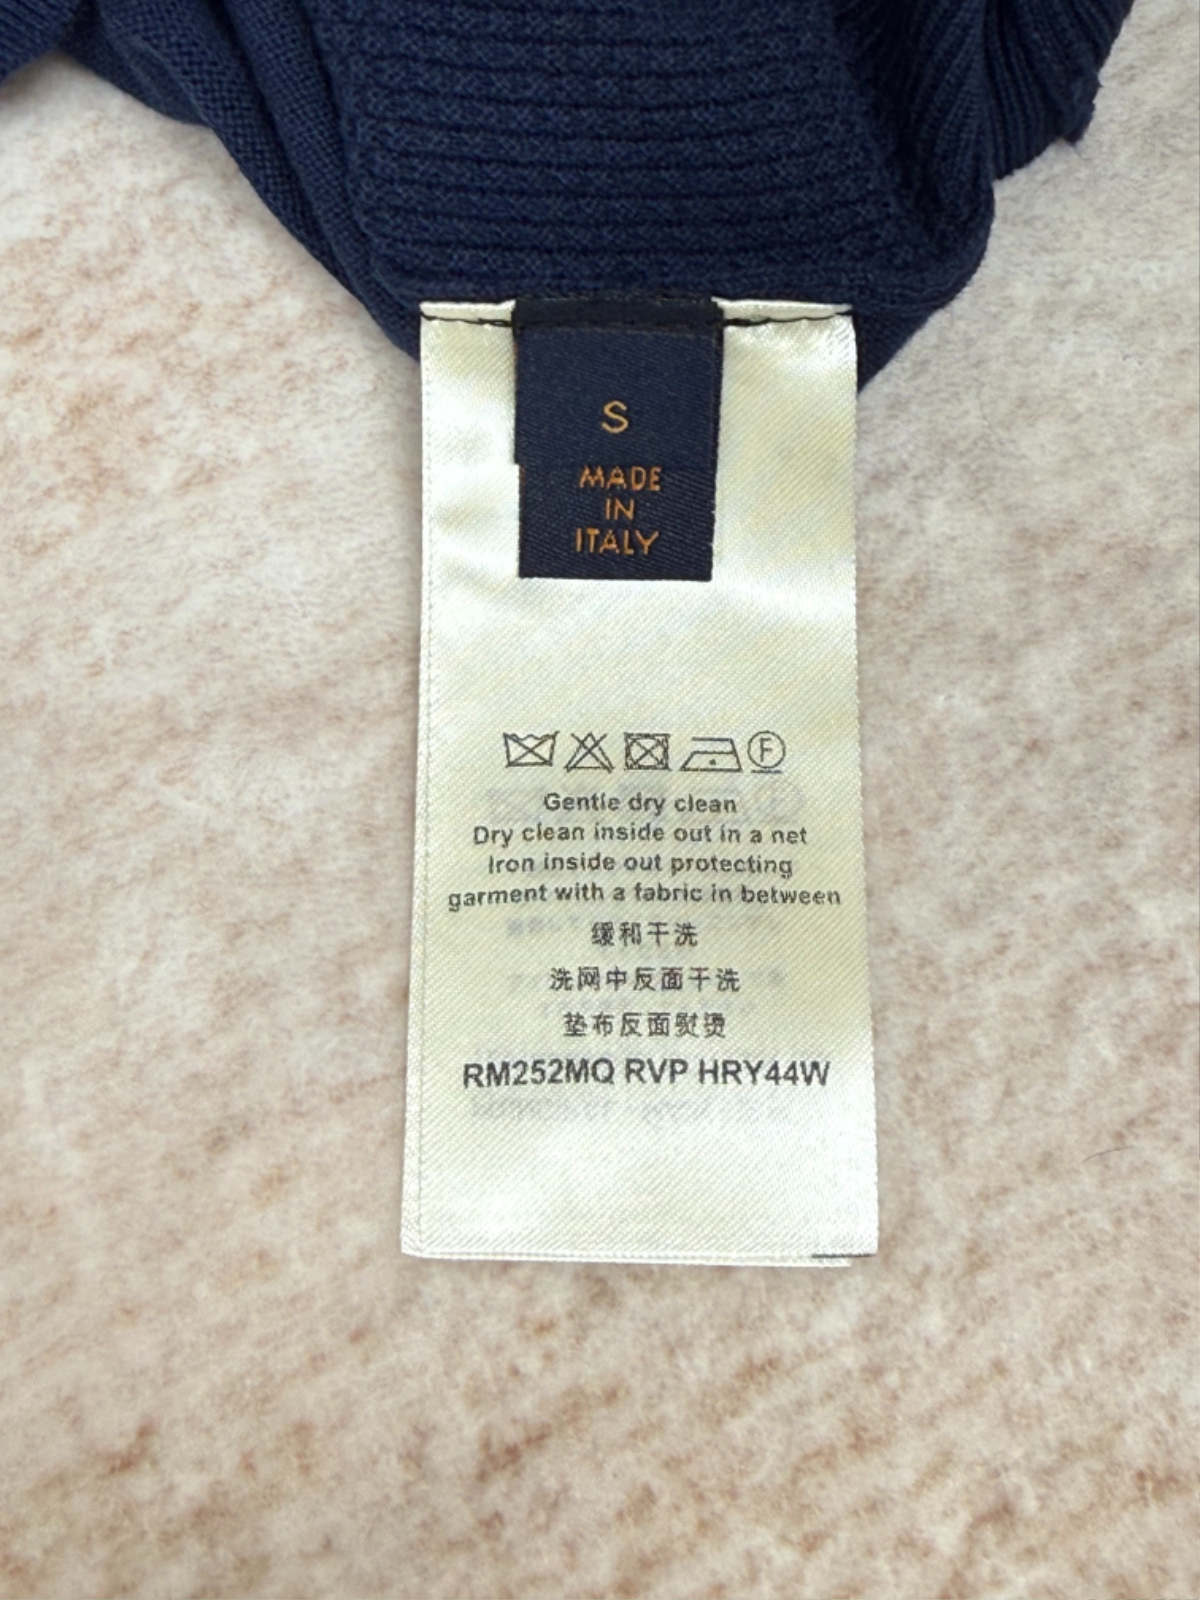 S
MADE
IN
ITALY
F
Gentle dry clean
Dry clean inside out in a net
Iron inside out protecting
garment with a fabric in between
缓和干洗
洗网中反面干洗
垫布反面熨烫
RM252MQ RVP HRY44W